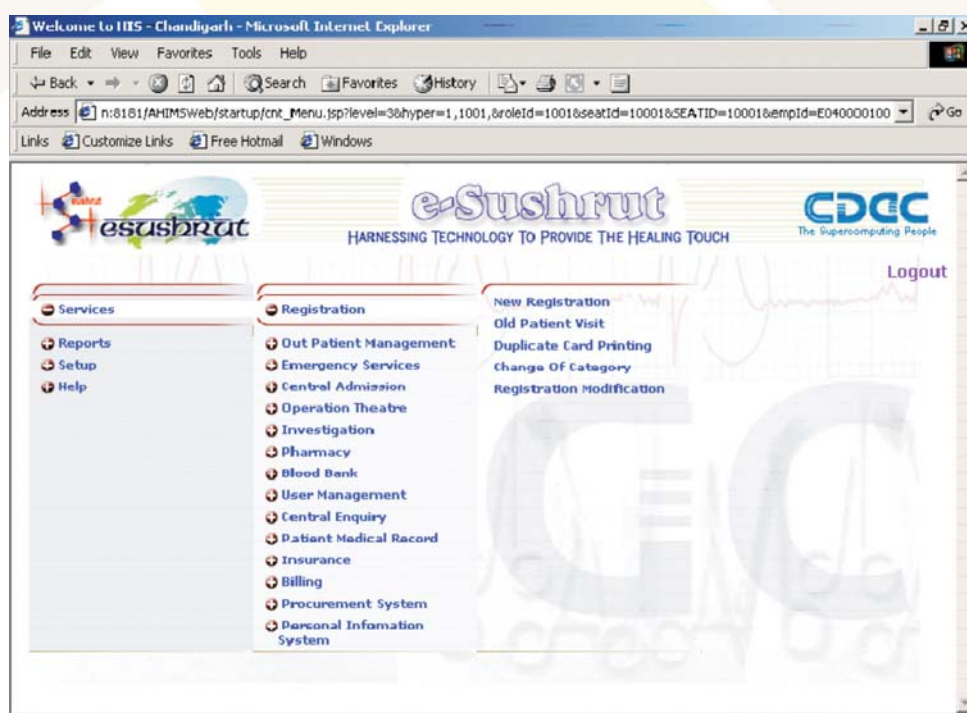 Welcome to HIS - Chandigarh - Microsoft Internet Explorer
File Edit View Favorites Tools Help
Back Search Favorites History
Address n:8181/AHIMSWeb/startup/cnt_Menu.jsp?level=3&hyper=1,1001,&roleId=1001&seatId=10001&SEATID=10001&empId=E040000100 Go
Links Customize Links Free Hotmail Windows
esushrut
e-Sushrut
HARNESSING TECHNOLOGY TO PROVIDE THE HEALING TOUCH
CDAC
The Supercomputing People
Logout
Services
Reports
Setup
Help
Registration
Out Patient Management
Emergency Services
Central Admission
Operation Theatre
Investigation
Pharmacy
Blood Bank
User Management
Central Enquiry
Patient Medical Record
Insurance
Billing
Procurement System
Personal Infomation
System
New Registration
Old Patient Visit
Duplicate Card Printing
Change Of Category
Registration Modification